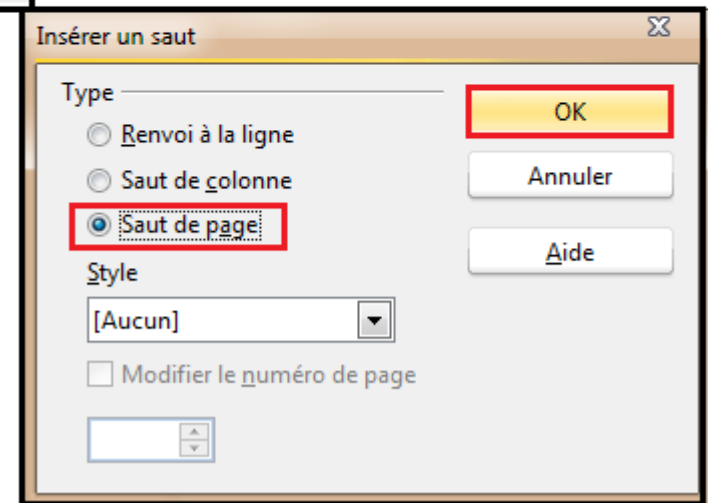 Insérer un saut
Type
Renvoi à la ligne
Saut de colonne
Saut de page
Style
[Aucun]
Modifier le numéro de page
OK
Annuler
Aide